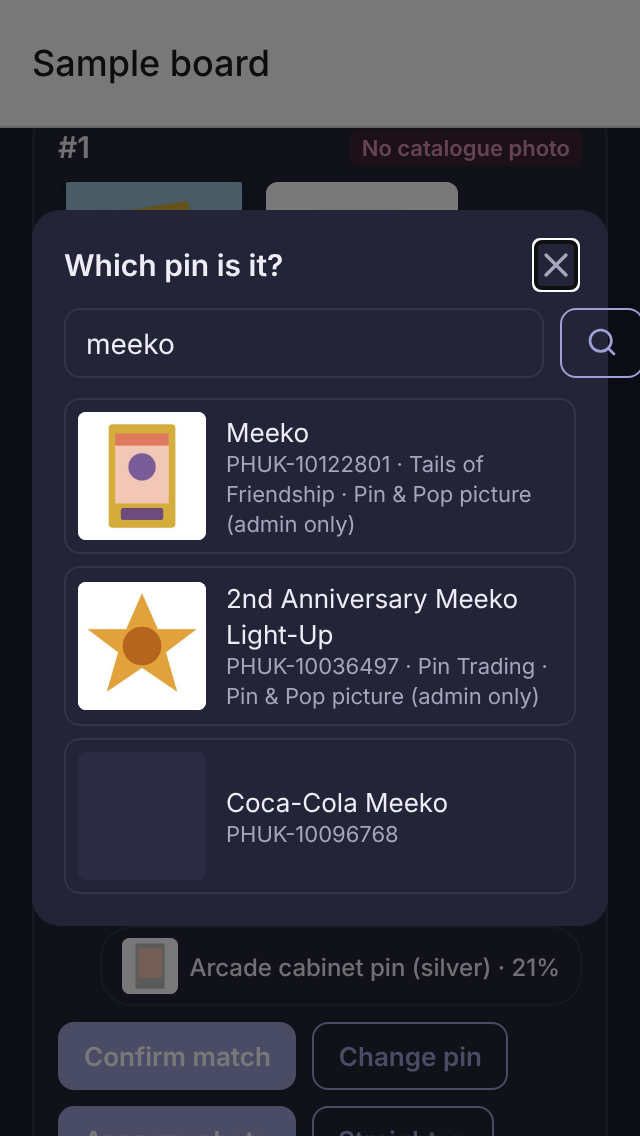 Sample board
#1
No catalogue photo
Which pin is it?
meeko
Meeko
PHUK-10122801 · Tails of
Friendship · Pin & Pop picture
(admin only)
2nd Anniversary Meeko
Light-Up
PHUK-10036497 · Pin Trading ·
Pin & Pop picture (admin only)
Coca-Cola Meeko
PHUK-10096768
Arcade cabinet pin (silver) · 21%
Confirm match
Change pin